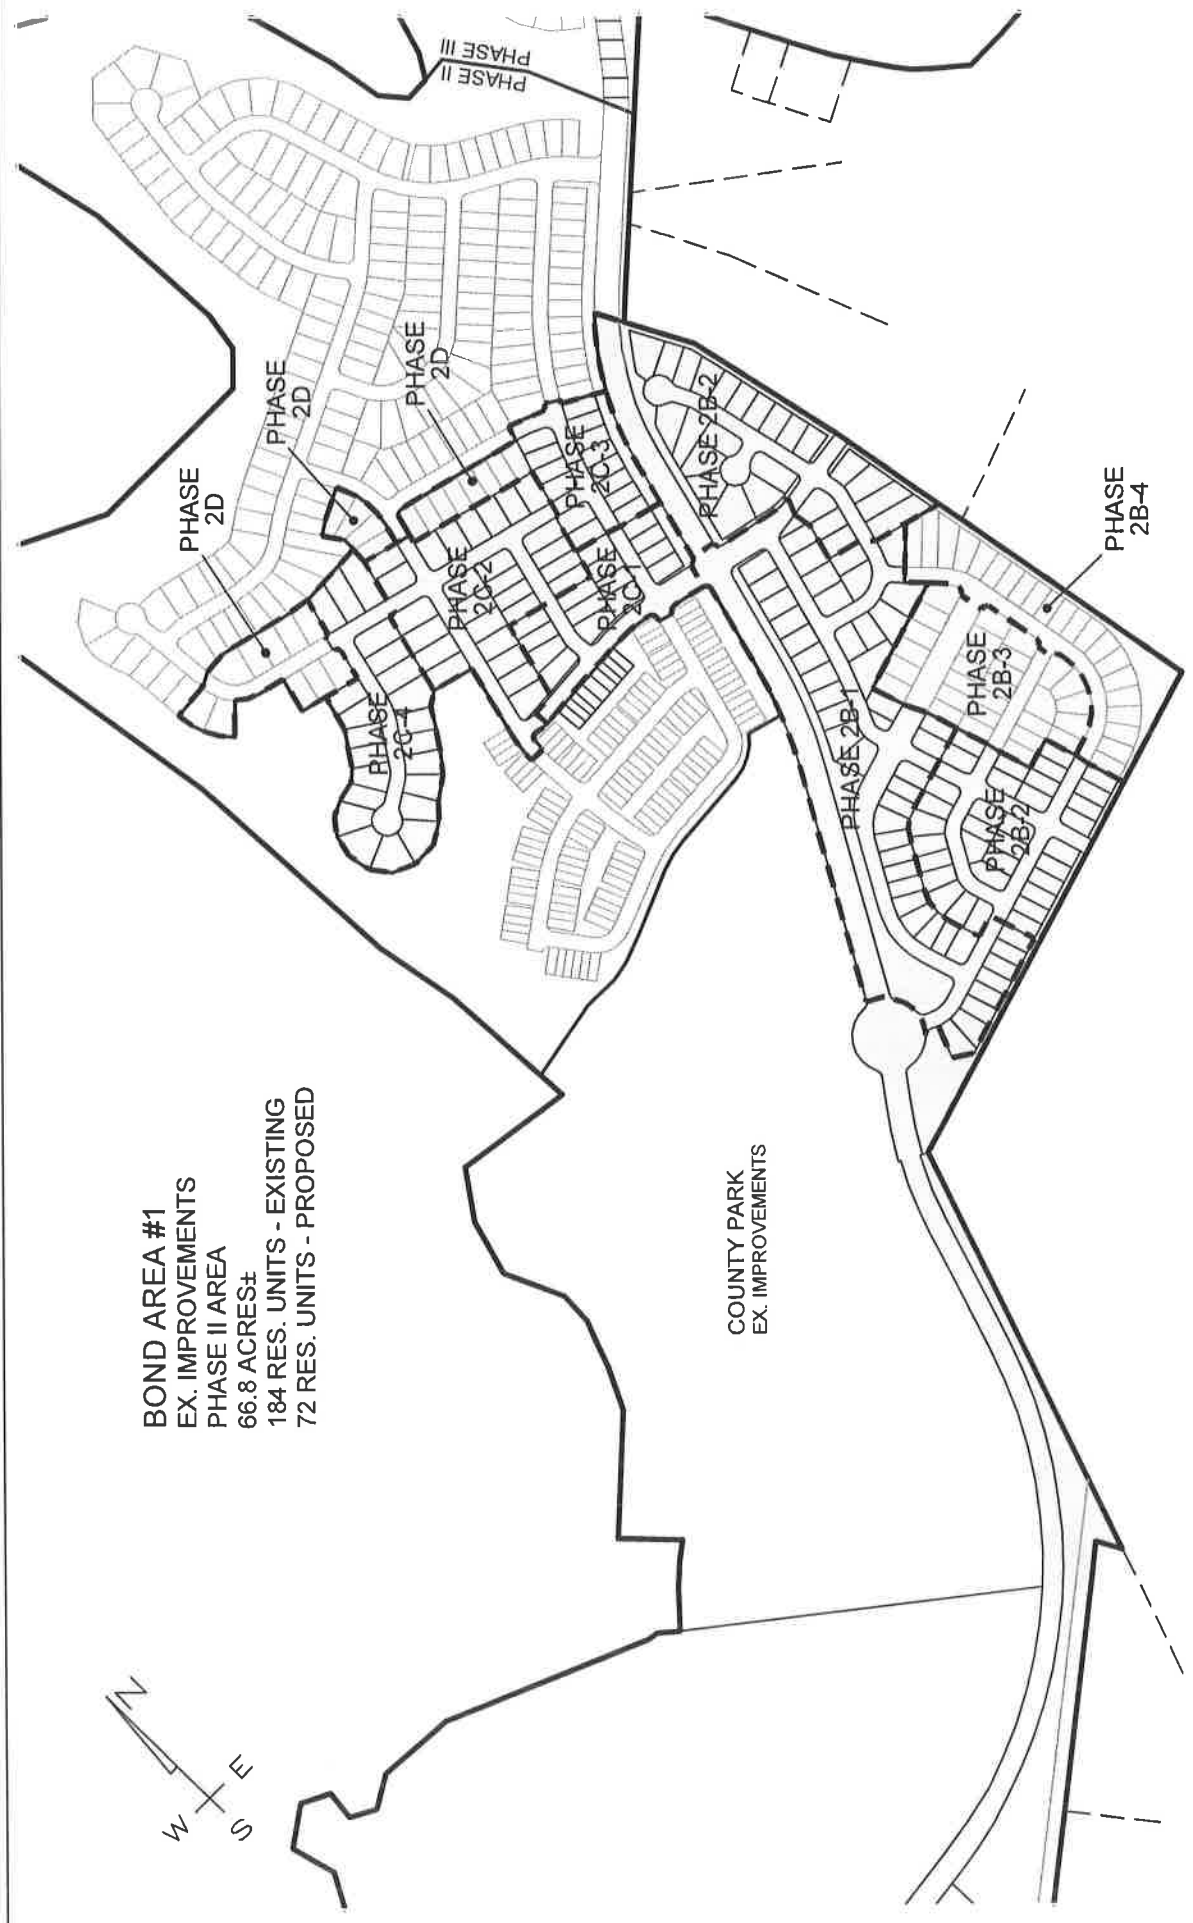 BOND AREA #1
EX. IMPROVEMENTS
PHASE II AREA
66.8 ACRES±
184 RES. UNITS - EXISTING
72 RES. UNITS - PROPOSED
COUNTY PARK
EX. IMPROVEMENTS
N
W
E
S
PHASE
2D
PHASE
2D
PHASE
2D
PHASE II
PHASE III
PHASE
2C-4
PHASE
2C-2
PHASE
2C-1
PHASE
2C-3
PHASE 2B-2
PHASE 2B-1
PHASE
2B-2
PHASE
2B-3
PHASE
2B-4